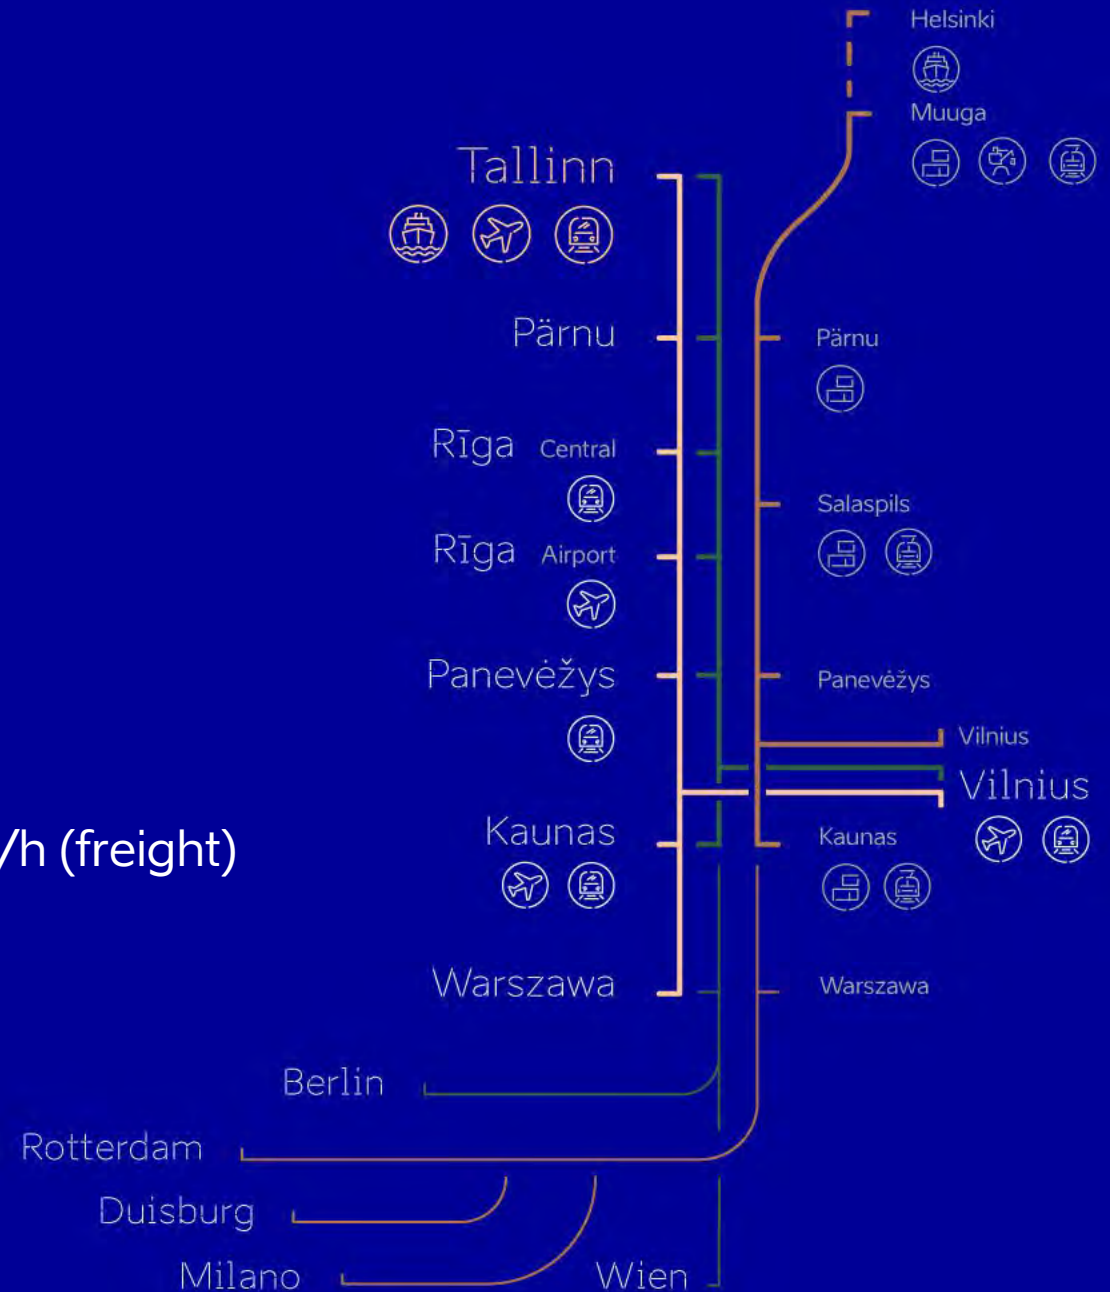 Helsinki
Muuga
Tallinn
Pärnu
Pärnu
Rīga Central
Salaspils
Rīga Airport
Panevėžys
Panevėžys
Vilnius
Vilnius
Kaunas
Kaunas
/h (freight)
Warszawa
Warszawa
Berlin
Rotterdam
Duisburg
Milano
Wien